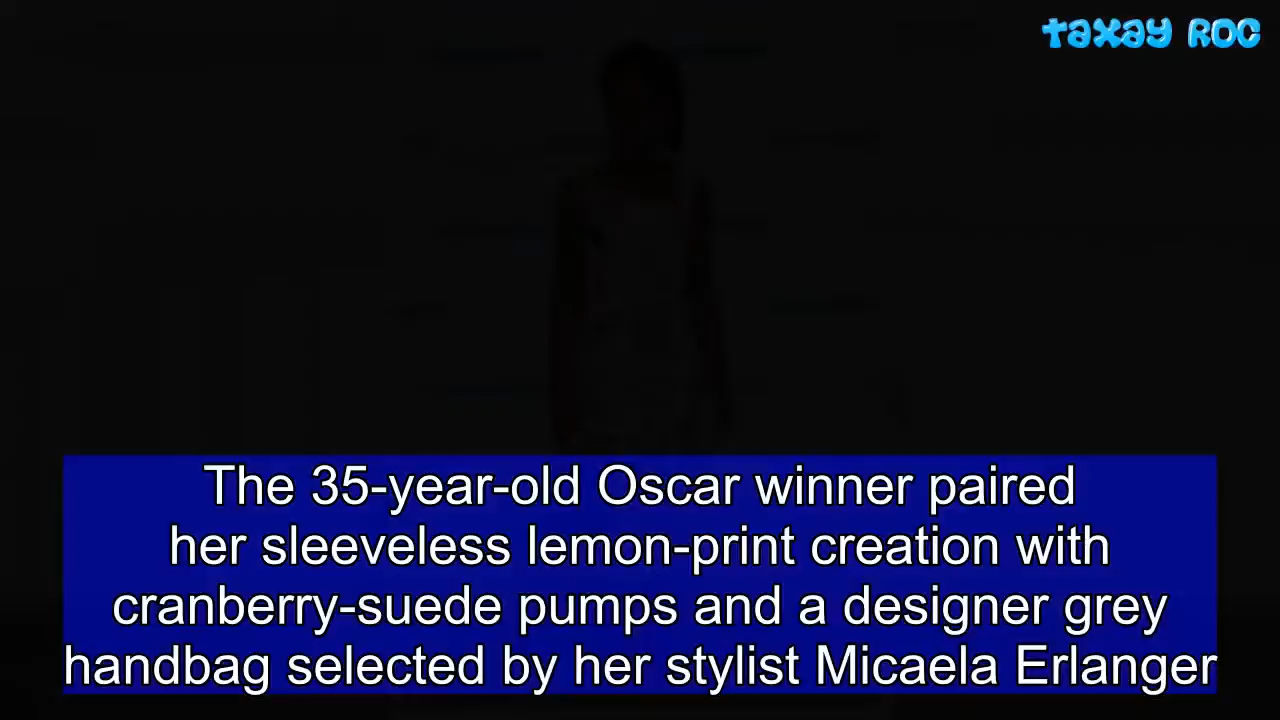 TAXAY ROC
The 35-year-old Oscar winner paired
her sleeveless lemon-print creation with
cranberry-suede pumps and a designer grey
handbag selected by her stylist Micaela Erlanger